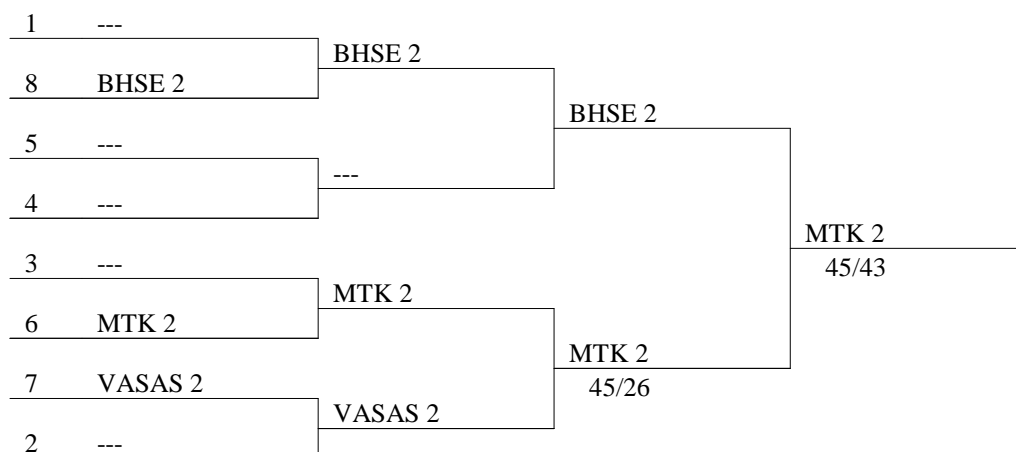 1 ---
BHSE 2
8 BHSE 2
BHSE 2
5 ---
---
4 ---
MTK 2
45/43
3 ---
MTK 2
6 MTK 2
MTK 2
45/26
7 VASAS 2
VASAS 2
2 ---